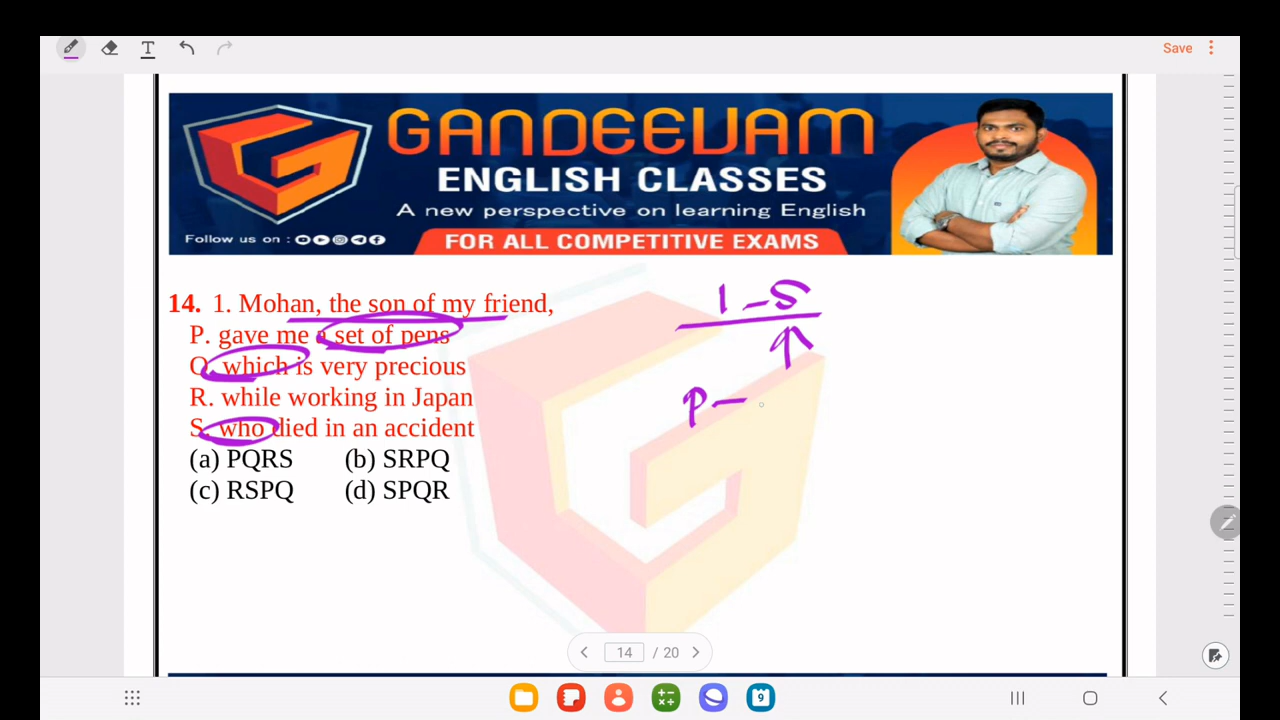 T
Save
GANDEEVAM
ENGLISH CLASSES
A new perspective on learning English
Follow us on :
FOR ALL COMPETITIVE EXAMS
14. 1. Mohan, the son of my friend,
P. gave me a set of pens
Q. which is very precious
R. while working in Japan
S. who died in an accident
(a) PQRS (b) SRPQ
(c) RSPQ (d) SPQR
1 - S
P -
14 / 20
9